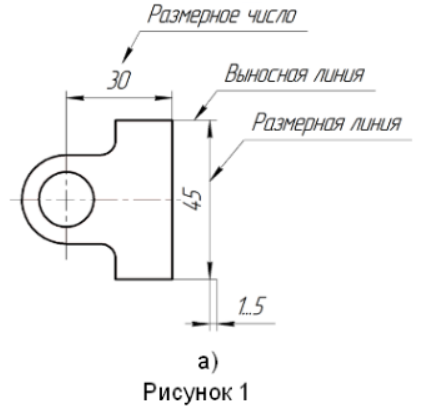 Размерное число
30
Выносная линия
Размерная линия
45
1...5
а)
Рисунок 1